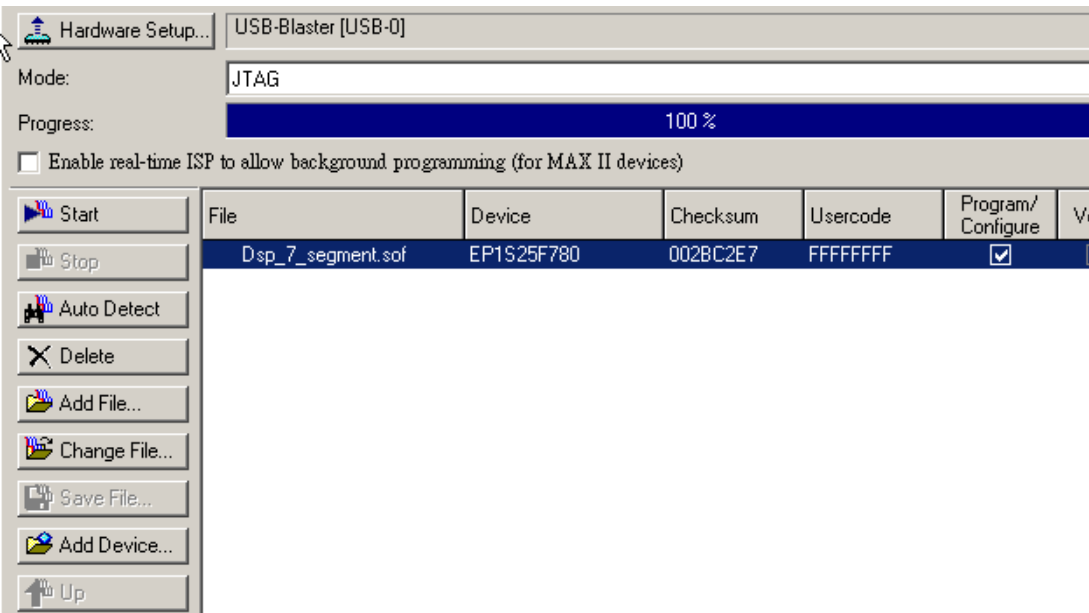 Hardware Setup... USB-Blaster [USB-0]
Mode: JTAG
Progress: 100 %
Enable real-time ISP to allow background programming (for MAX II devices)
Start
Stop
Auto Detect
Delete
Add File...
Change File...
Save File...
Add Device...
Up
File Device Checksum Usercode Program/
Configure
Dsp_7_segment.sof EP1S25F780 002BC2E7 FFFFFFFF